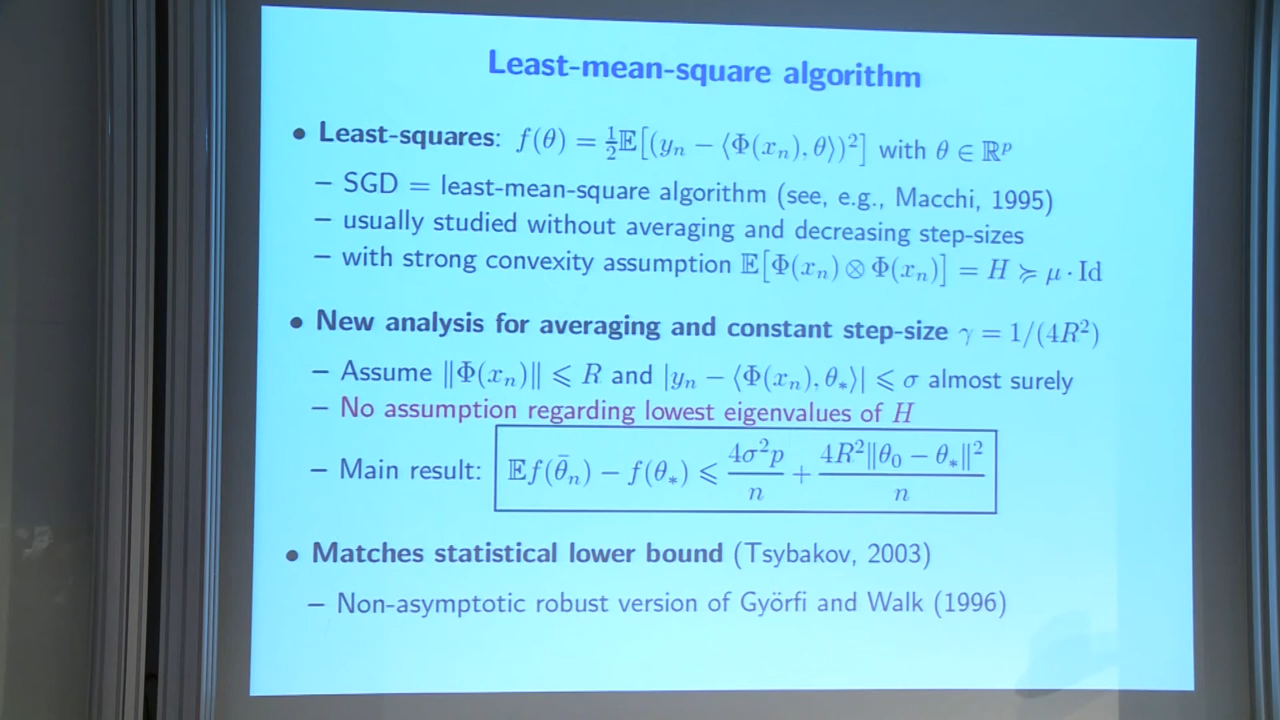 Least-mean-square algorithm
• Least-squares: f(θ) = ½𝔼[(yₙ − ⟨Φ(xₙ), θ⟩)²] with θ ∈ ℝᵖ
– SGD = least-mean-square algorithm (see, e.g., Macchi, 1995)
– usually studied without averaging and decreasing step-sizes
– with strong convexity assumption 𝔼[Φ(xₙ) ⊗ Φ(xₙ)] = H ≽ μ · Id
• New analysis for averaging and constant step-size γ = 1/(4R²)
– Assume ‖Φ(xₙ)‖ ⩽ R and |yₙ − ⟨Φ(xₙ), θ∗⟩| ⩽ σ almost surely
– No assumption regarding lowest eigenvalues of H
– Main result: 𝔼f(θ̄ₙ) − f(θ∗) ⩽ 4σ²p/n + 4R²‖θ₀ − θ∗‖²/n
• Matches statistical lower bound (Tsybakov, 2003)
– Non-asymptotic robust version of Györfi and Walk (1996)